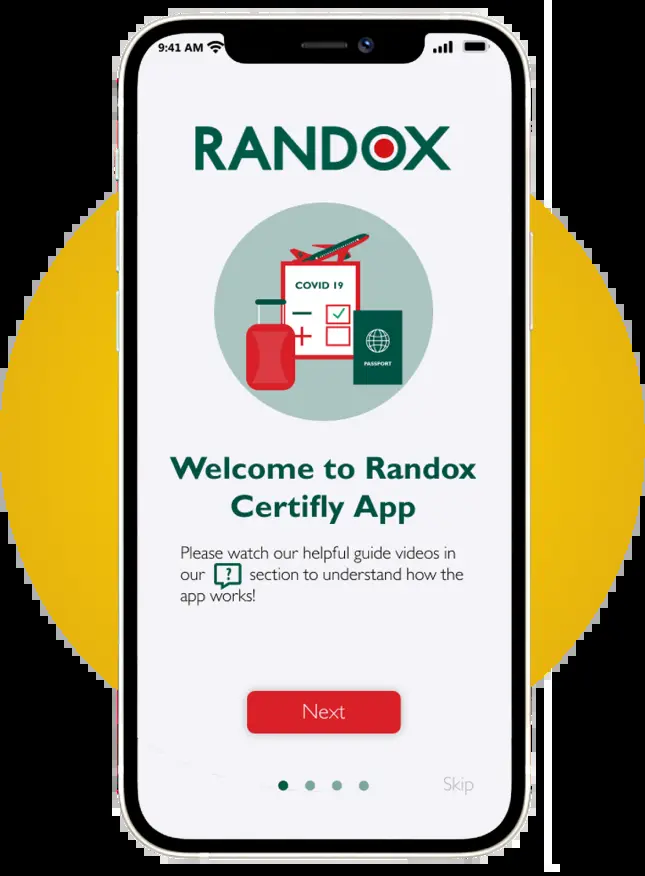 9:41 AM
RANDOX
COVID 19
PASSPORT
Welcome to Randox
Certifly App
Please watch our helpful guide videos in
our ? section to understand how the
app works!
Next
Skip